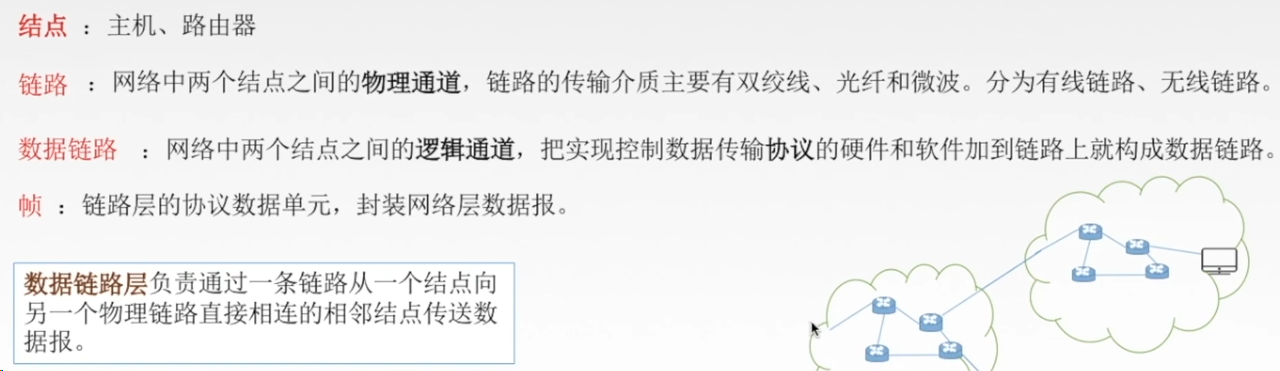 结点 ：主机、路由器
链路 ：网络中两个结点之间的物理通道，链路的传输介质主要有双绞线、光纤和微波。分为有线链路、无线链路。
数据链路 ：网络中两个结点之间的逻辑通道，把实现控制数据传输协议的硬件和软件加到链路上就构成数据链路。
帧 ：链路层的协议数据单元，封装网络层数据报。
数据链路层负责通过一条链路从一个结点向
另一个物理链路直接相连的相邻结点传送数
据报。